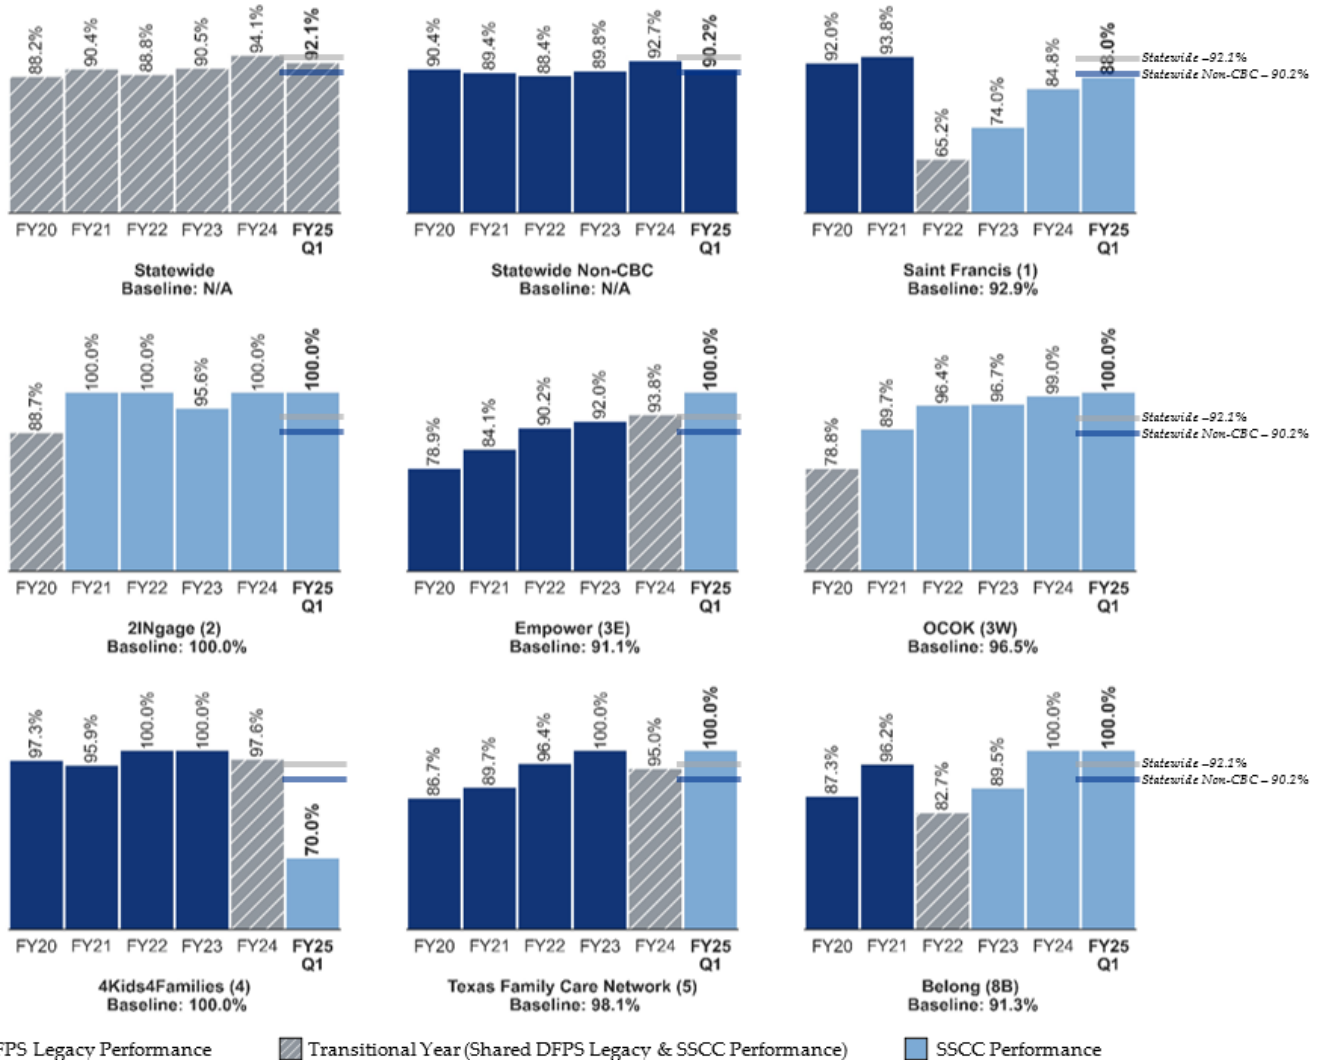 88.2% 90.4% 88.8% 90.5% 94.1% 92.1%
90.4% 89.4% 88.4% 89.8% 92.7% 90.2%
92.0% 93.8% 65.2% 74.0% 84.8% 88.0%
Statewide –92.1%
Statewide Non-CBC – 90.2%
FY20 FY21 FY22 FY23 FY24 FY25 Q1
FY20 FY21 FY22 FY23 FY24 FY25 Q1
FY20 FY21 FY22 FY23 FY24 FY25 Q1
Statewide
Baseline: N/A
Statewide Non-CBC
Baseline: N/A
Saint Francis (1)
Baseline: 92.9%
88.7% 100.0% 100.0% 95.6% 100.0% 100.0%
78.9% 84.1% 90.2% 92.0% 93.8% 100.0%
78.8% 89.7% 96.4% 96.7% 99.0% 100.0%
Statewide –92.1%
Statewide Non-CBC – 90.2%
FY20 FY21 FY22 FY23 FY24 FY25 Q1
FY20 FY21 FY22 FY23 FY24 FY25 Q1
FY20 FY21 FY22 FY23 FY24 FY25 Q1
2INgage (2)
Baseline: 100.0%
Empower (3E)
Baseline: 91.1%
OCOK (3W)
Baseline: 96.5%
97.3% 95.9% 100.0% 100.0% 97.6% 70.0%
86.7% 89.7% 96.4% 100.0% 95.0% 100.0%
87.3% 96.2% 82.7% 89.5% 100.0% 100.0%
Statewide –92.1%
Statewide Non-CBC – 90.2%
FY20 FY21 FY22 FY23 FY24 FY25 Q1
FY20 FY21 FY22 FY23 FY24 FY25 Q1
FY20 FY21 FY22 FY23 FY24 FY25 Q1
4Kids4Families (4)
Baseline: 100.0%
Texas Family Care Network (5)
Baseline: 98.1%
Belong (8B)
Baseline: 91.3%
FPS Legacy Performance
Transitional Year (Shared DFPS Legacy & SSCC Performance)
SSCC Performance